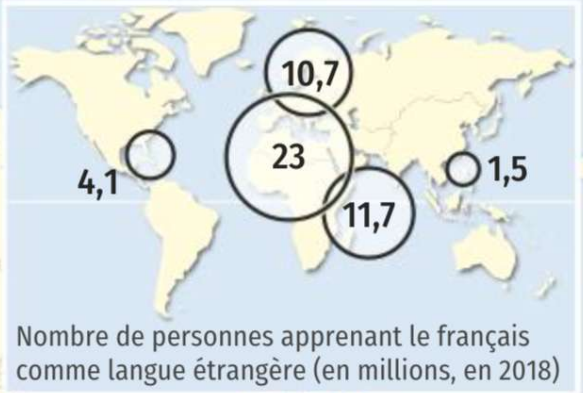 10,7
23
4,1
1,5
11,7
Nombre de personnes apprenant le français
comme langue étrangère (en millions, en 2018)